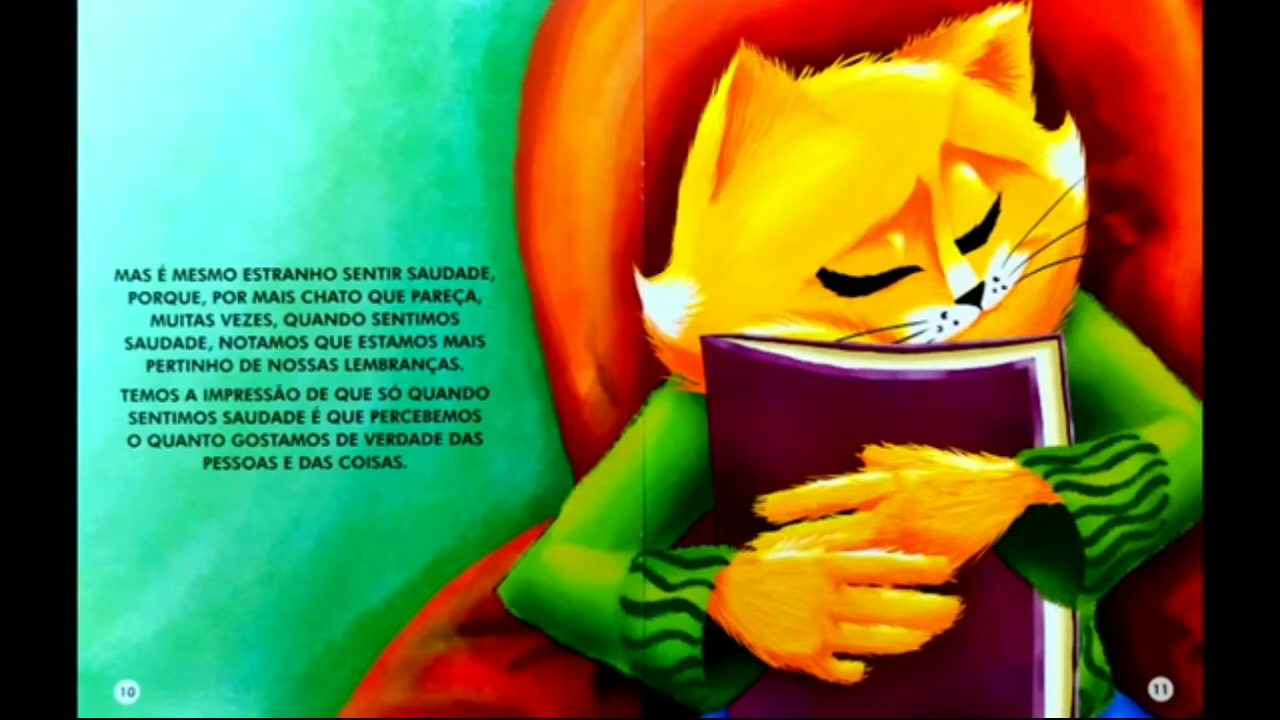 MAS É MESMO ESTRANHO SENTIR SAUDADE,
PORQUE, POR MAIS CHATO QUE PAREÇA,
MUITAS VEZES, QUANDO SENTIMOS
SAUDADE, NOTAMOS QUE ESTAMOS MAIS
PERTINHO DE NOSSAS LEMBRANÇAS.
TEMOS A IMPRESSÃO DE QUE SÓ QUANDO
SENTIMOS SAUDADE É QUE PERCEBEMOS
O QUANTO GOSTAMOS DE VERDADE DAS
PESSOAS E DAS COISAS.
10
11